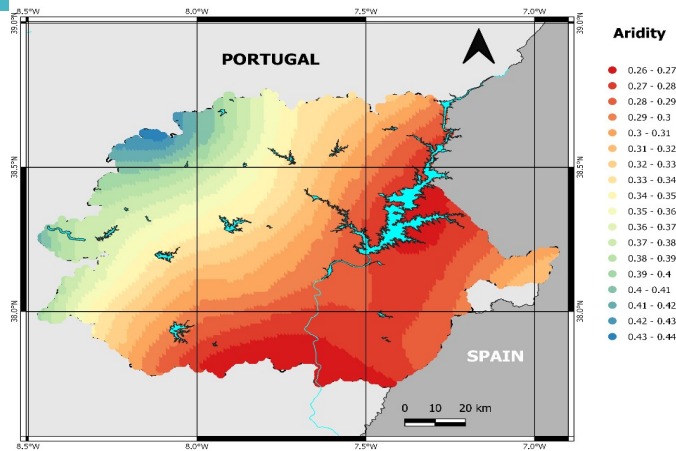 8.5°W 8.0°W 7.5°W 7.0°W
39.0°N 39.0°N
PORTUGAL
38.5°N 38.5°N
38.0°N 38.0°N
SPAIN
0 10 20 km
8.5°W 8.0°W 7.5°W 7.0°W
Aridity
0.26 - 0.27
0.27 - 0.28
0.28 - 0.29
0.29 - 0.3
0.3 - 0.31
0.31 - 0.32
0.32 - 0.33
0.33 - 0.34
0.34 - 0.35
0.35 - 0.36
0.36 - 0.37
0.37 - 0.38
0.38 - 0.39
0.39 - 0.4
0.4 - 0.41
0.41 - 0.42
0.42 - 0.43
0.43 - 0.44